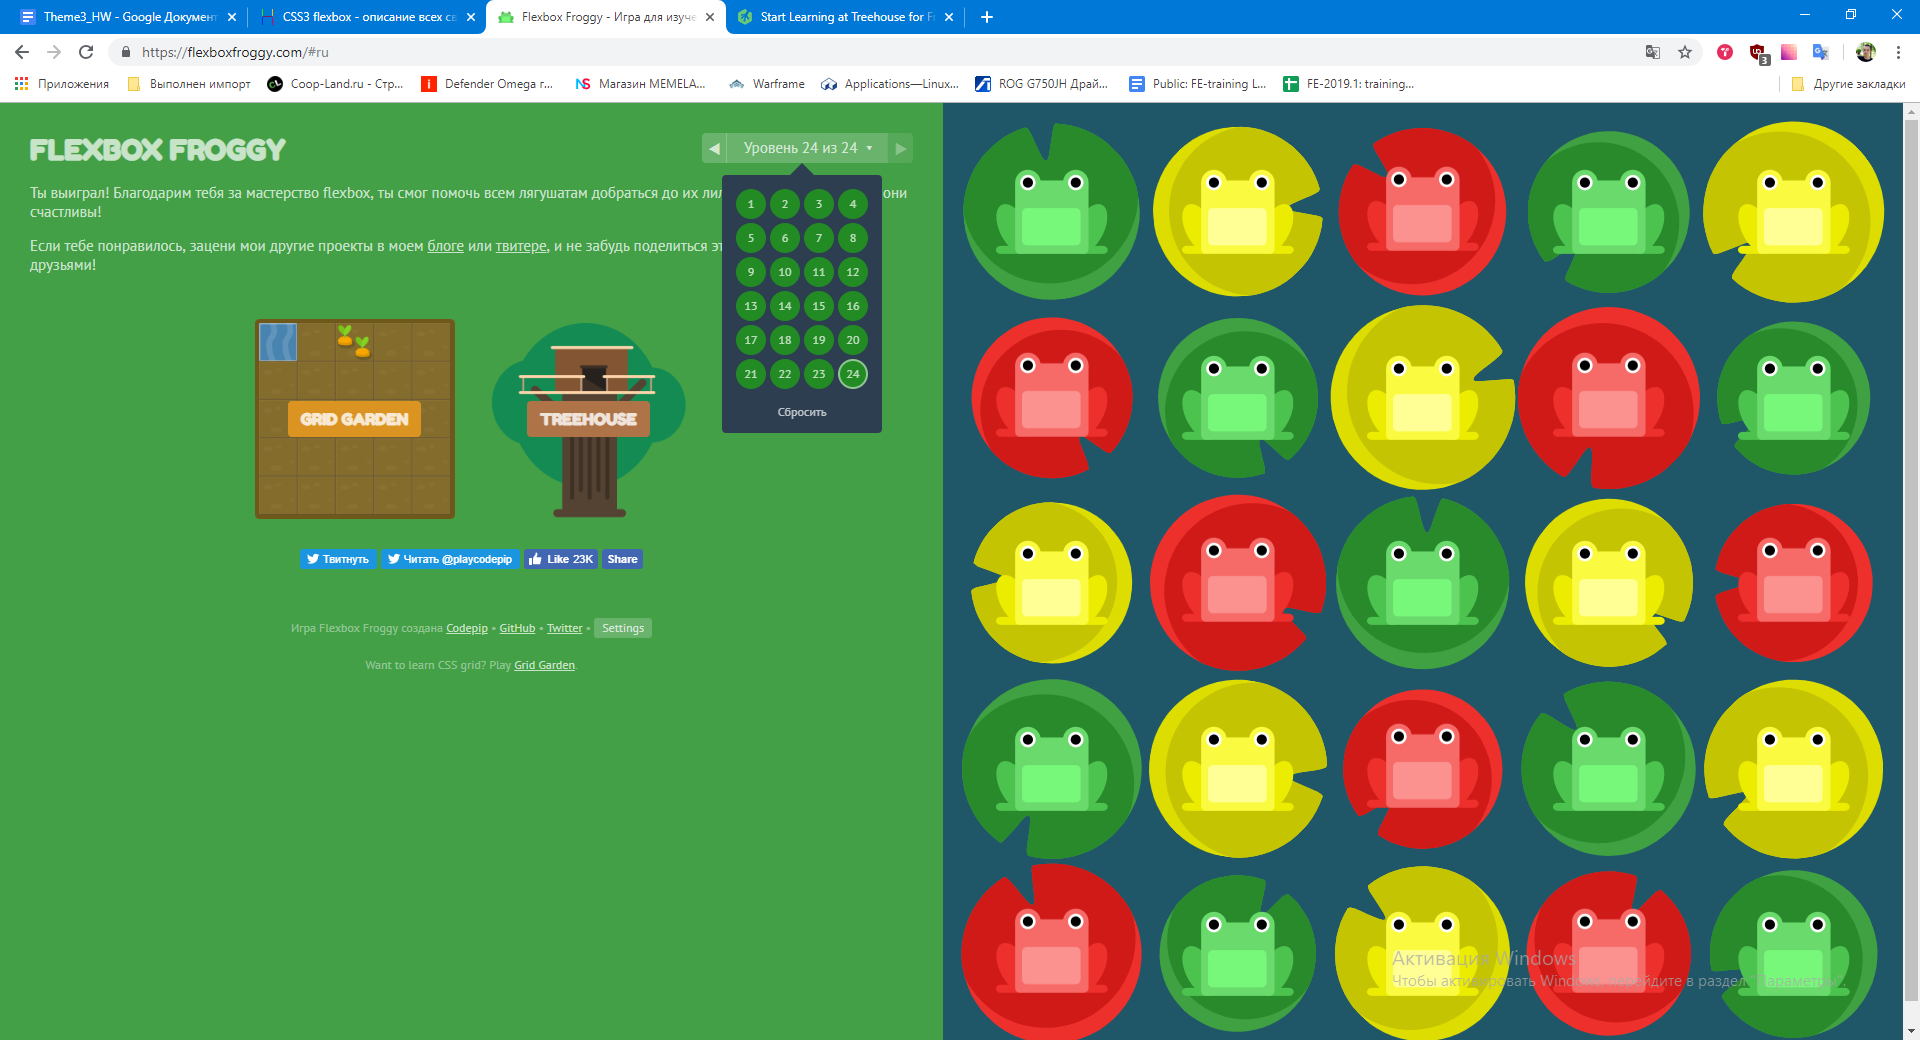 Theme3_HW - Google Документ
CSS3 flexbox - описание всех св
Flexbox Froggy - Игра для изуче
Start Learning at Treehouse for Fr
https://flexboxfroggy.com/#ru
3
Приложения
Выполнен импорт
Coop-Land.ru - Стр...
Defender Omega г...
Магазин MEMELA...
Warframe
Applications—Linux...
ROG G750JH Драй...
Public: FE-training L...
FE-2019.1: training...
Другие закладки
FLEXBOX FROGGY
Уровень 24 из 24
Ты выиграл! Благодарим тебя за мастерство flexbox, ты смог помочь всем лягушатам добраться до их они
счастливы!
Если тебе понравилось, зацени мои другие проекты в моем блоге или твитере, и не забудь поделиться
друзьями!
1 2 3 4
5 6 7 8
9 10 11 12
13 14 15 16
17 18 19 20
21 22 23 24
Сбросить
GRID GARDEN
TREEHOUSE
Твитнуть
Читать @playcodepip
Like 23K
Share
Игра Flexbox Froggy создана Codepip • GitHub • Twitter • Settings
Want to learn CSS grid? Play Grid Garden.
Активация Windows
Чтобы активировать Windows, перейдите в раздел "Параметры".